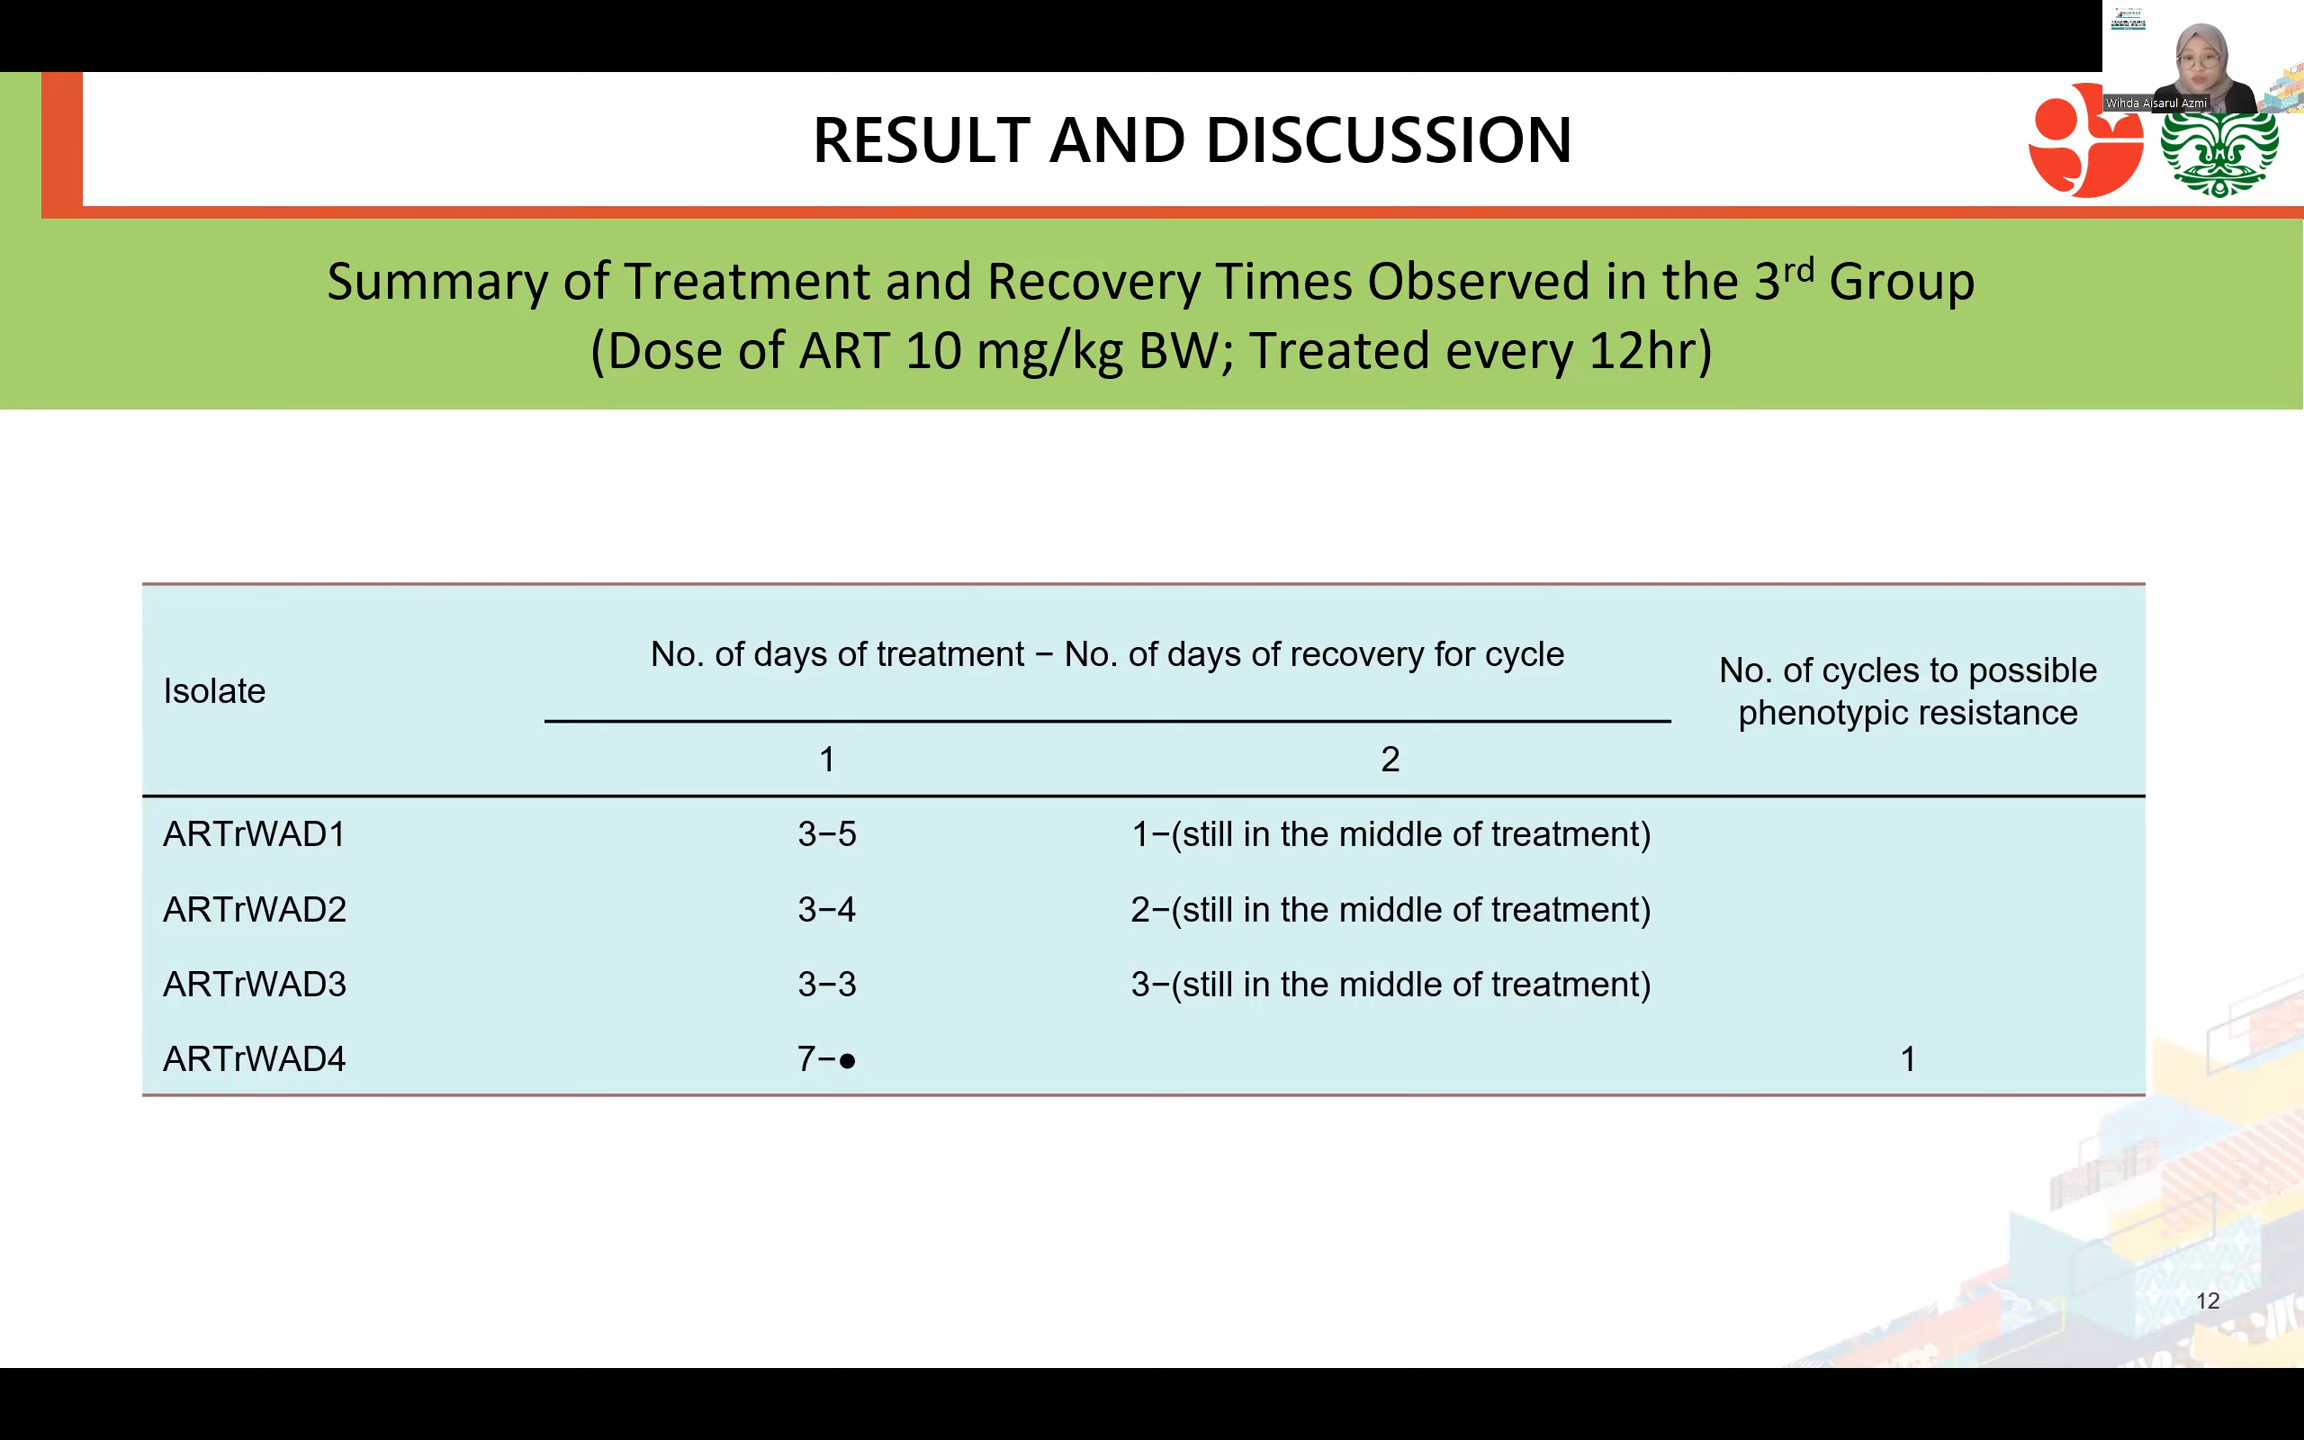 Wihda Aisarul Azmi
RESULT AND DISCUSSION
Summary of Treatment and Recovery Times Observed in the 3rd Group
(Dose of ART 10 mg/kg BW; Treated every 12hr)
Isolate
No. of days of treatment − No. of days of recovery for cycle
No. of cycles to possible
phenotypic resistance
1 2
ARTrWAD1 3−5 1−(still in the middle of treatment)
ARTrWAD2 3−4 2−(still in the middle of treatment)
ARTrWAD3 3−3 3−(still in the middle of treatment)
ARTrWAD4 7−● 1
12